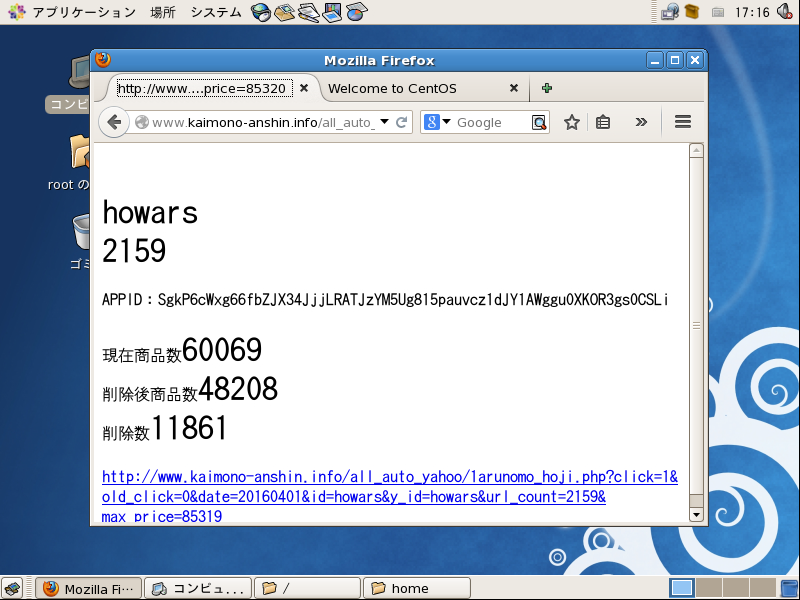 アプリケーション 場所 システム
17:16
コンピ
root の
ゴミ
Mozilla Firefox
http://www.…price=85320
Welcome to CentOS
www.kaimono-anshin.info/all_auto_
8 Google
howars
2159
APPID：SgkP6cWxg66fbZJX34JjjLRATJzYM5Ug815pauvcz1dJY1AWggu0XKOR3gs0CSLi
現在商品数60069
削除後商品数48208
削除数11861
http://www.kaimono-anshin.info/all_auto_yahoo/1arunomo_hoji.php?click=1&
old_click=0&date=20160401&id=howars&y_id=howars&url_count=2159&
max_price=85319
Mozilla Fi…
コンピュ...
/
home